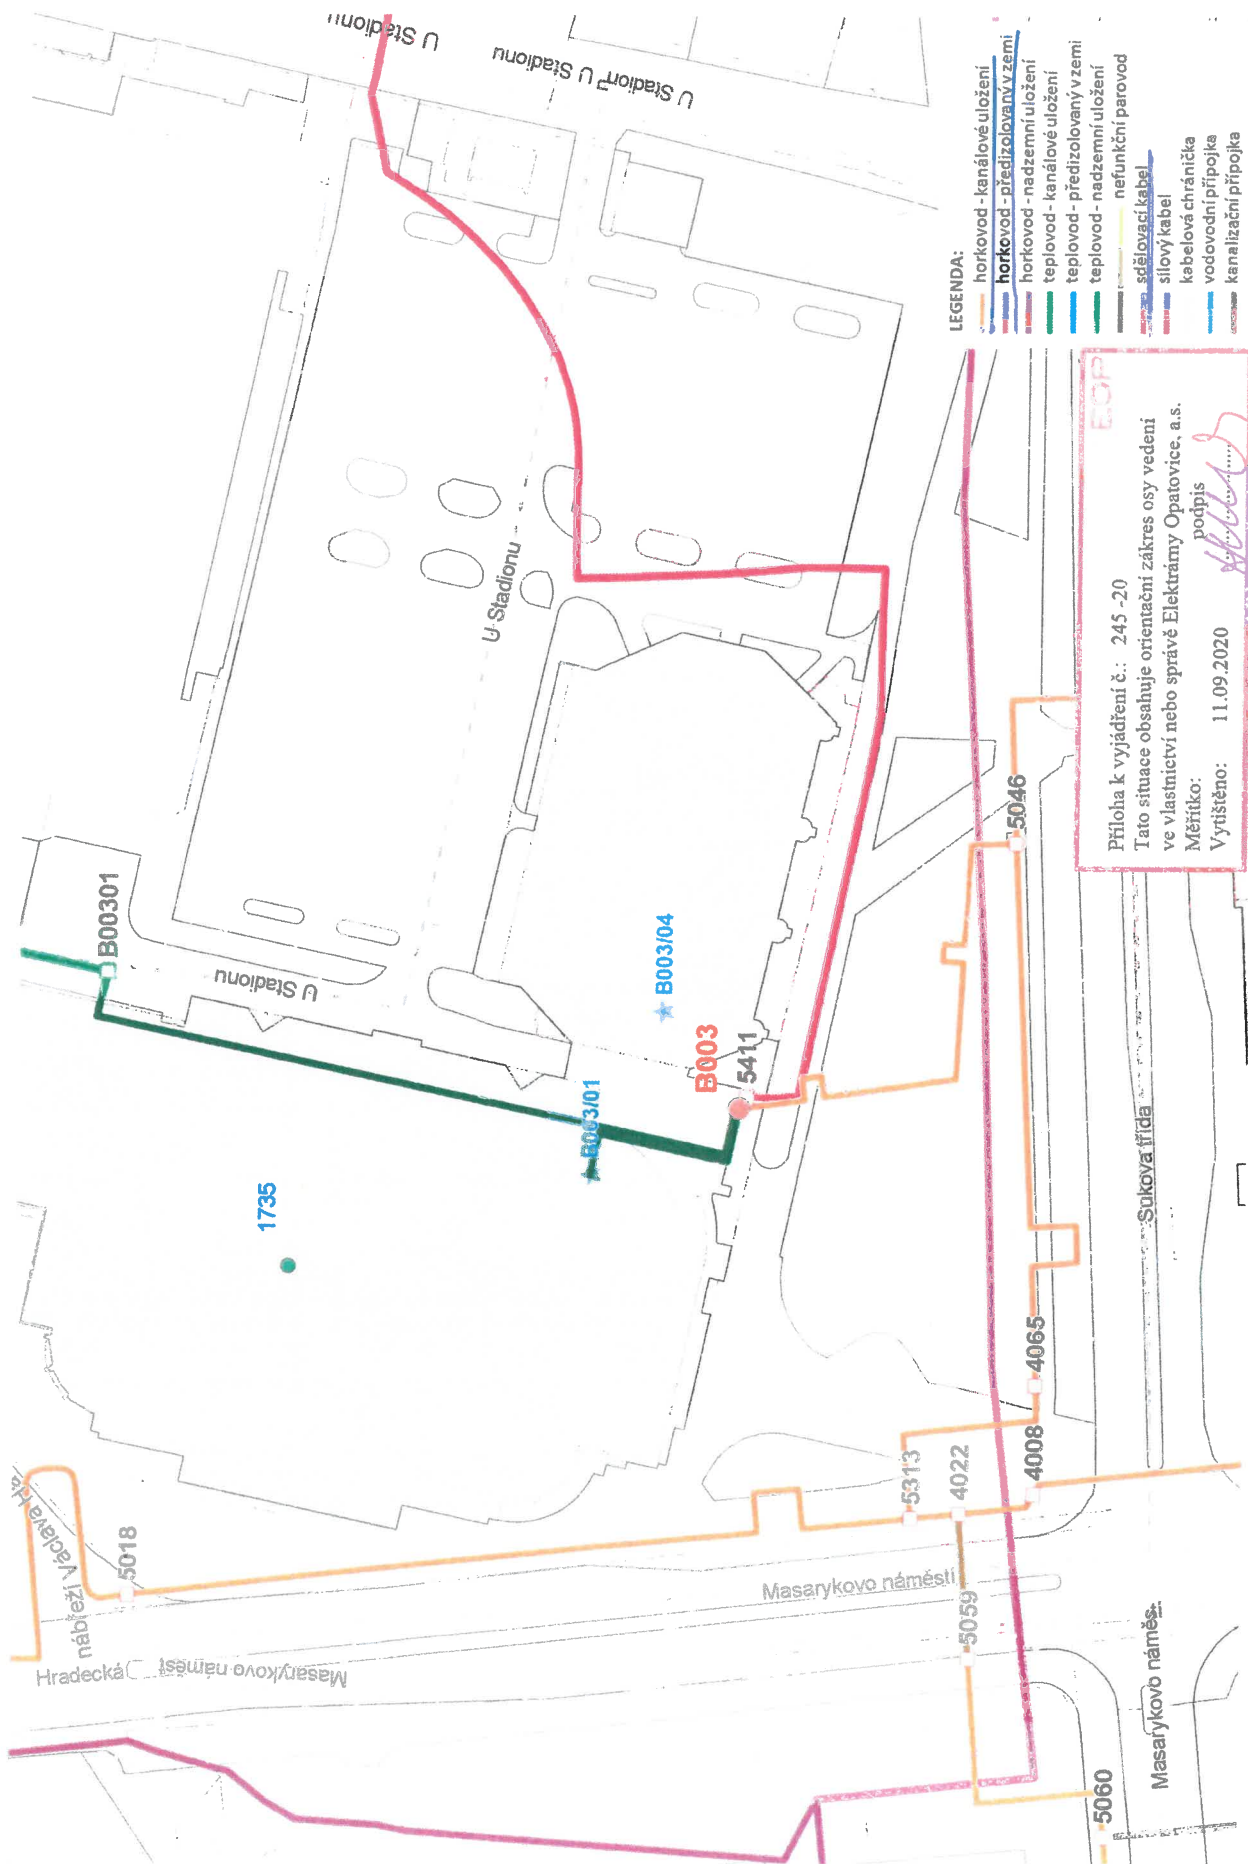 U Stadionu
U Stadionu
U Stadionu
U Stadionu
U Stadionu
U Stadionu
B00301
B003/04
B003
5411
B003/01
1735
5046
4065
4008
4022
5313
5059
5060
5018
nábřeží Václava
Hradecká
Masarykovo náměst
Masarykovo náměstí
Masarykovo náměs
Sukova třída
LEGENDA:
horkovod - kanálové uložení
horkovod - předizolovaný v zemi
horkovod - nadzemní uložení
teplovod - kanálové uložení
teplovod - předizolovaný v zemi
teplovod - nadzemní uložení
nefunkční parovod
sdělovací kabel
silový kabel
kabelová chránička
vodovodní přípojka
kanalizační přípojka
EOP
Příloha k vyjádření č.: 245 -20
Tato situace obsahuje orientační zákres osy vedení
ve vlastnictví nebo správě Elektrárny Opatovice, a.s.
Měřítko: podpis
Vytištěno: 11.09.2020